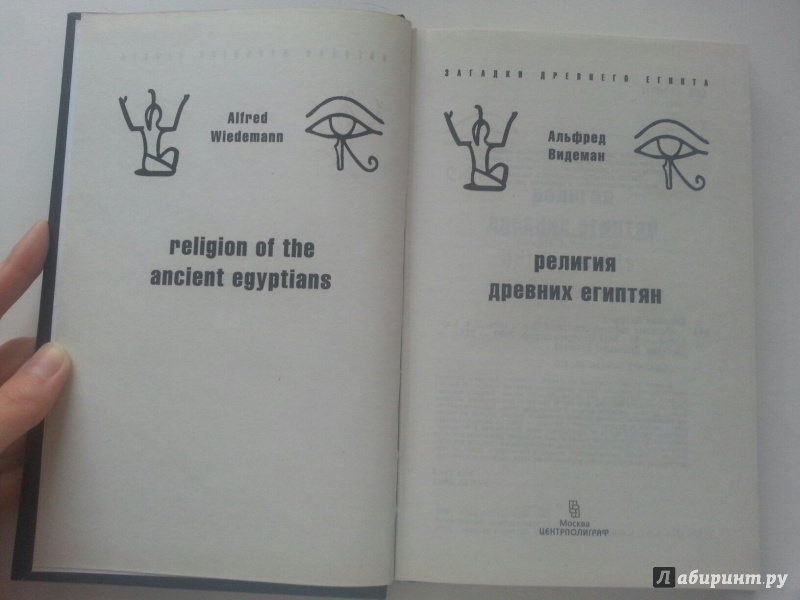 Alfred
Wiedemann
religion of the
ancient egyptians
ЗАГАДКИ ДРЕВНЕГО ЕГИПТА
Альфред
Видеман
религия
древних египтян
Москва
ЦЕНТРПОЛИГРАФ
Лабиринт.ру